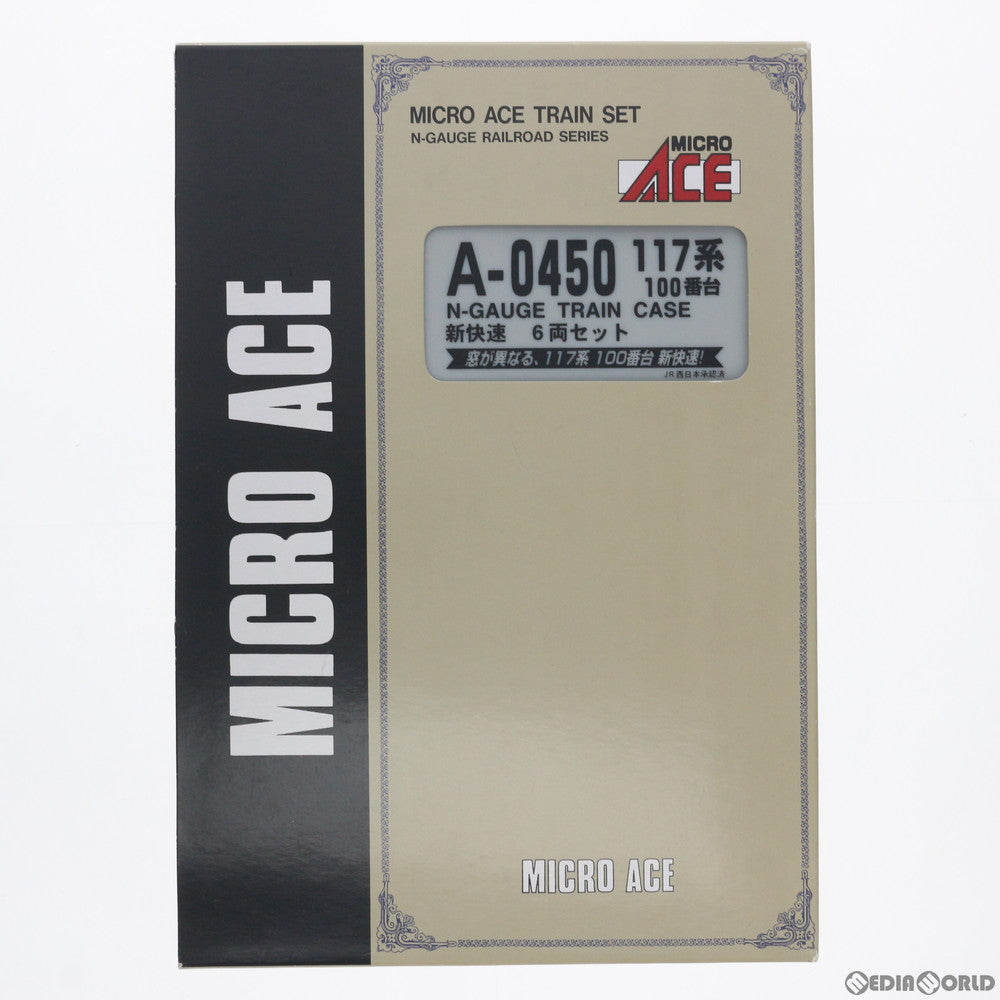 MICRO ACE
MICRO ACE TRAIN SET
N-GAUGE RAILROAD SERIES
MICRO
ACE
A-0450 117系
100番台
N-GAUGE TRAIN CASE
新快速 6両セット
窓が異なる、117系 100番台 新快速!
JR西日本承認済
MICRO ACE
MEDIAWORLD